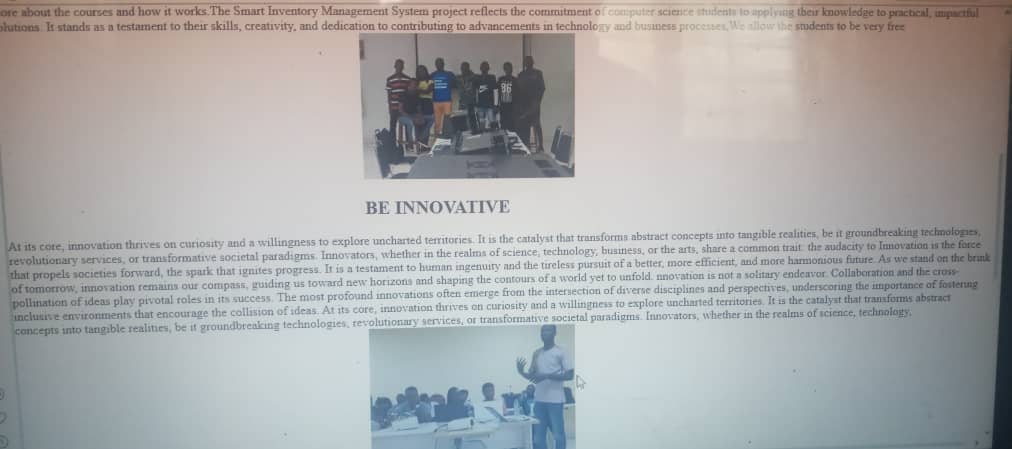 ore about the courses and how it works.The Smart Inventory Management System project reflects the commitment of computer science students to applying their knowledge to practical, impactful
olutions. It stands as a testament to their skills, creativity, and dedication to contributing to advancements in technology and business processes,We allow the students to be very free
86
BE INNOVATIVE
At its core, innovation thrives on curiosity and a willingness to explore uncharted territories. It is the catalyst that transforms abstract concepts into tangible realities, be it groundbreaking technologies,
revolutionary services, or transformative societal paradigms. Innovators, whether in the realms of science, technology, business, or the arts, share a common trait: the audacity to Innovation is the force
that propels societies forward, the spark that ignites progress. It is a testament to human ingenuity and the tireless pursuit of a better, more efficient, and more harmonious future. As we stand on the brink
of tomorrow, innovation remains our compass, guiding us toward new horizons and shaping the contours of a world yet to unfold. nnovation is not a solitary endeavor. Collaboration and the cross-
pollination of ideas play pivotal roles in its success. The most profound innovations often emerge from the intersection of diverse disciplines and perspectives, underscoring the importance of fostering
inclusive environments that encourage the collision of ideas. At its core, innovation thrives on curiosity and a willingness to explore uncharted territories. It is the catalyst that transforms abstract
concepts into tangible realities, be it groundbreaking technologies, revolutionary services, or transformative societal paradigms. Innovators, whether in the realms of science, technology,